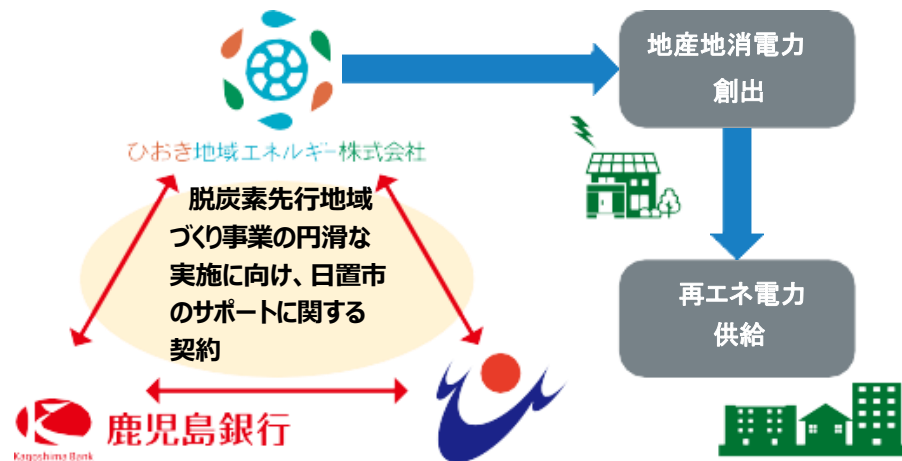 地産地消電力
創出
ひおき地域エネルギー株式会社
脱炭素先行地域
づくり事業の円滑な
実施に向け、日置市
のサポートに関する
契約
再エネ電力
供給
鹿児島銀行
Kagoshima Bank